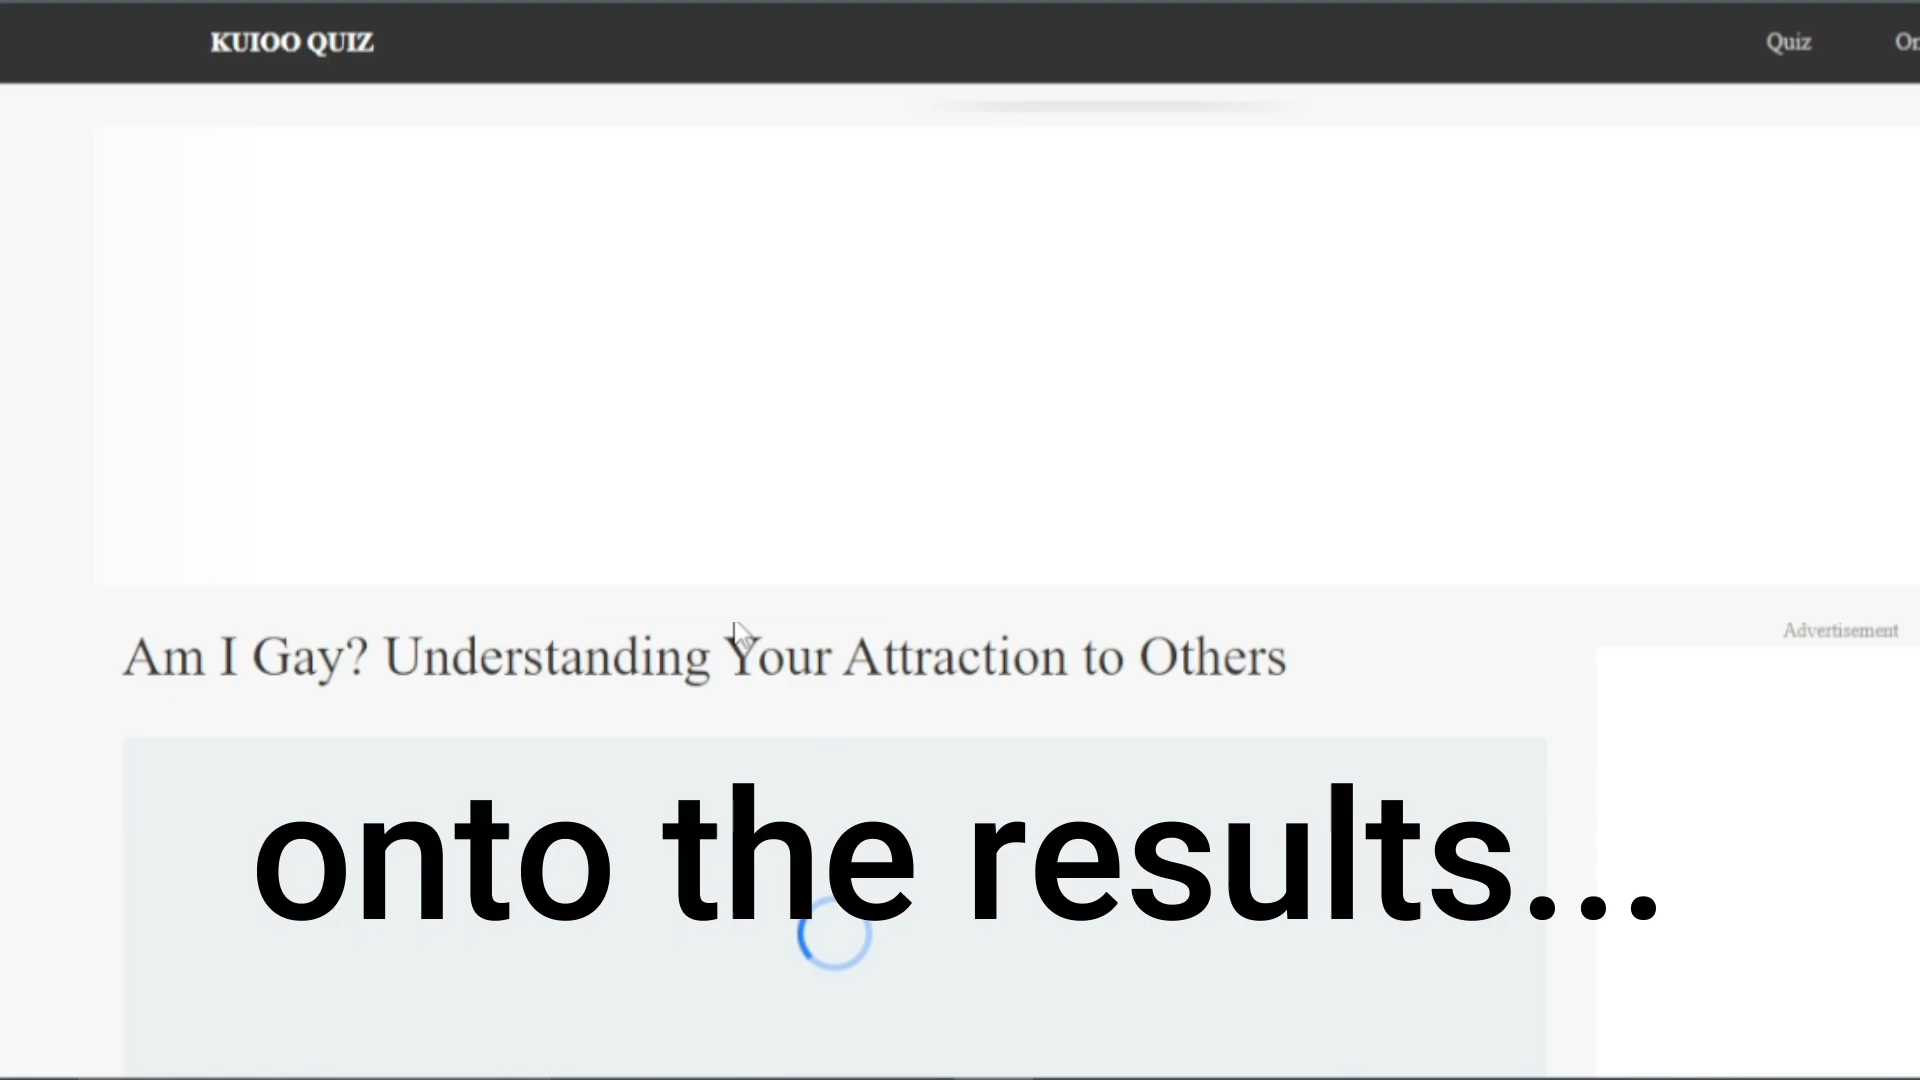 KUIOO QUIZ
Quiz
Advertisement
Am I Gay? Understanding Your Attraction to Others
onto the results...